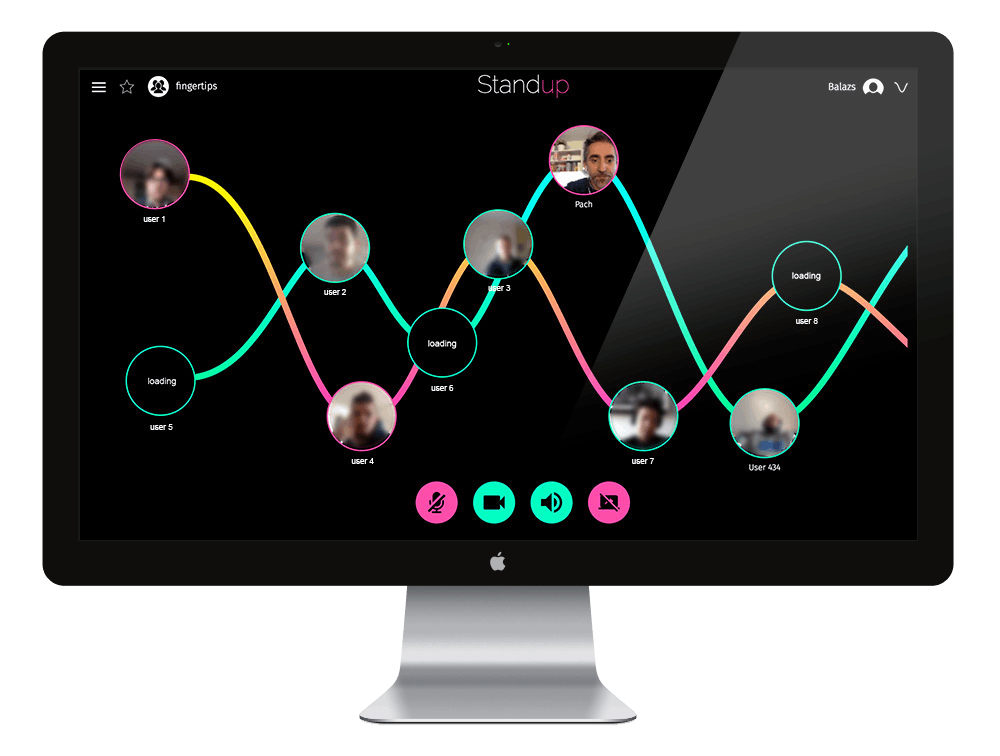 fingertips
Standup
Balazs
user 1
Pach
user 2
user 3
loading
user 8
loading
user 6
loading
user 5
user 4
user 7
User 434